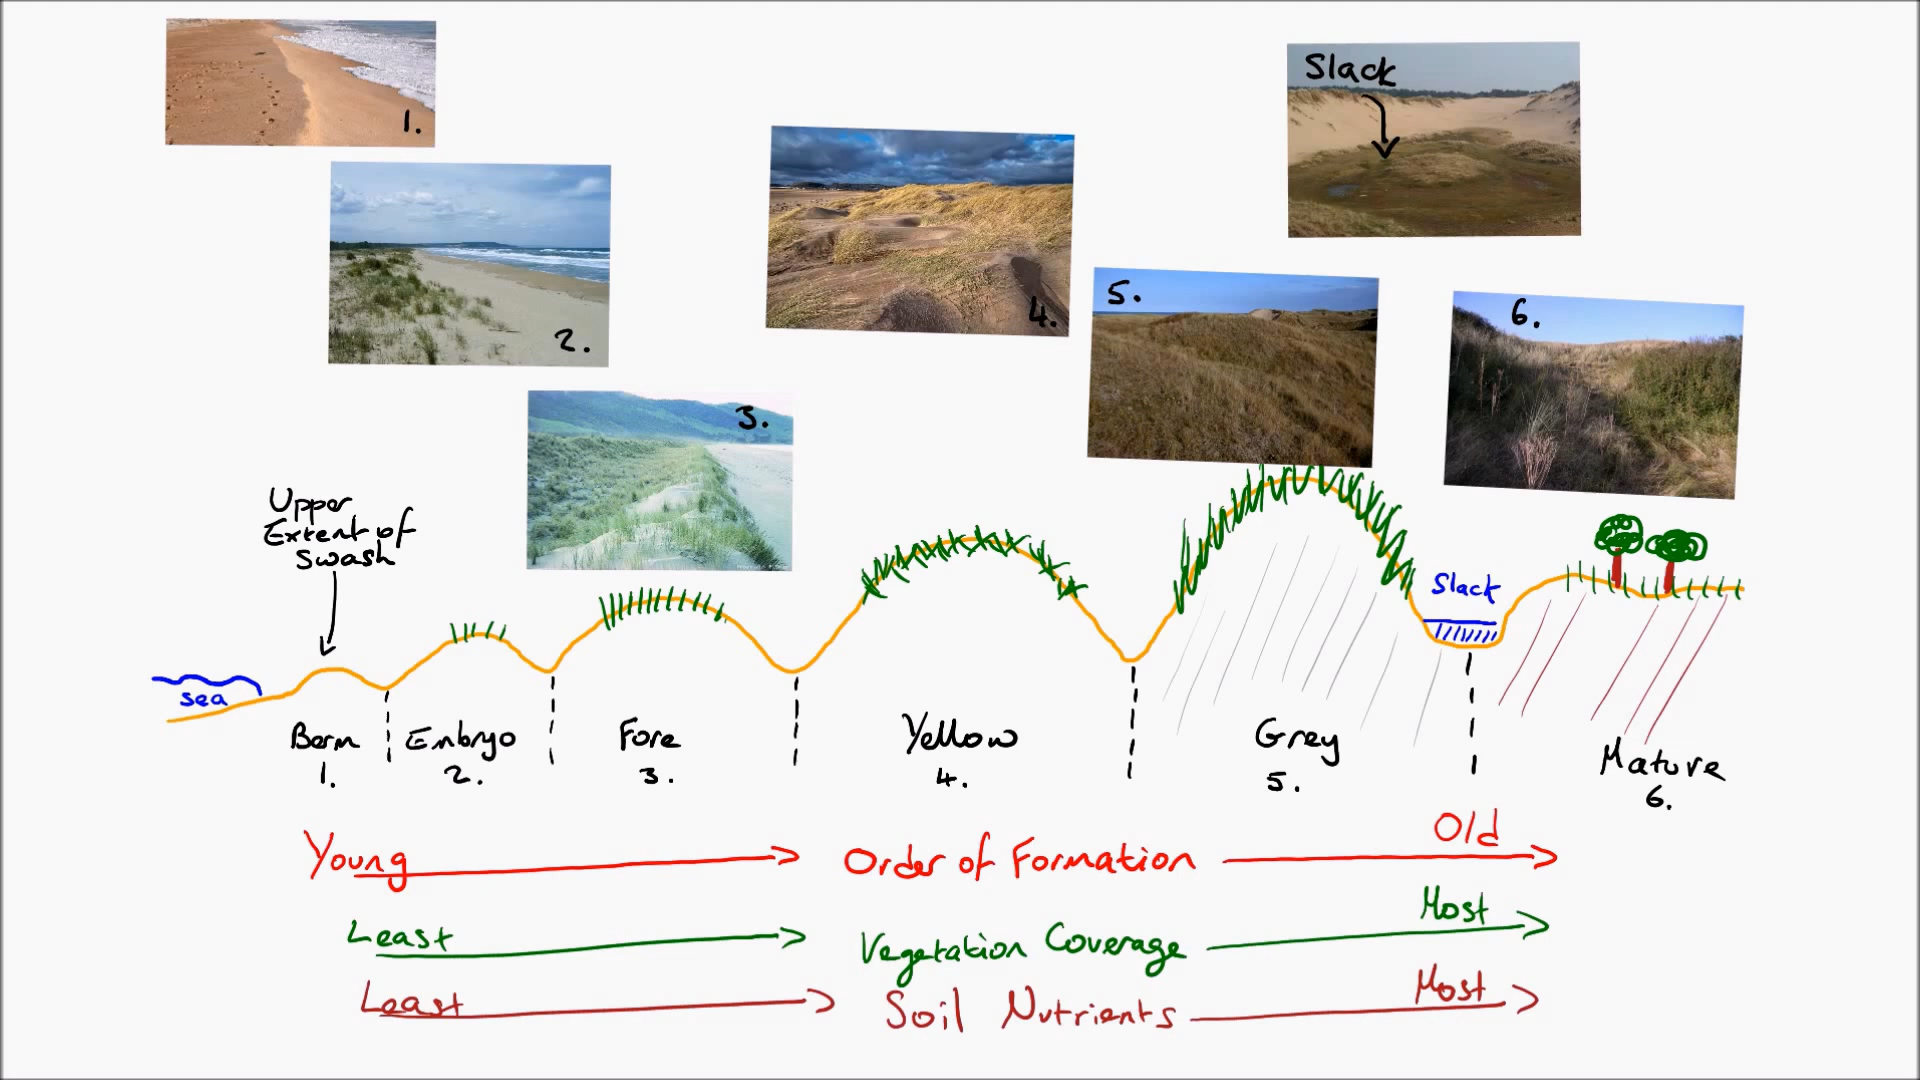 1.
2.
3.
4.
Slack
5.
6.
Upper
Extent of
Swash
sea
Slack
Berm
1.
Embryo
2.
Fore
3.
Yellow
4.
Grey
5.
Mature
6.
Young Order of Formation Old
Least Vegetation Coverage Most
Least Soil Nutrients Most